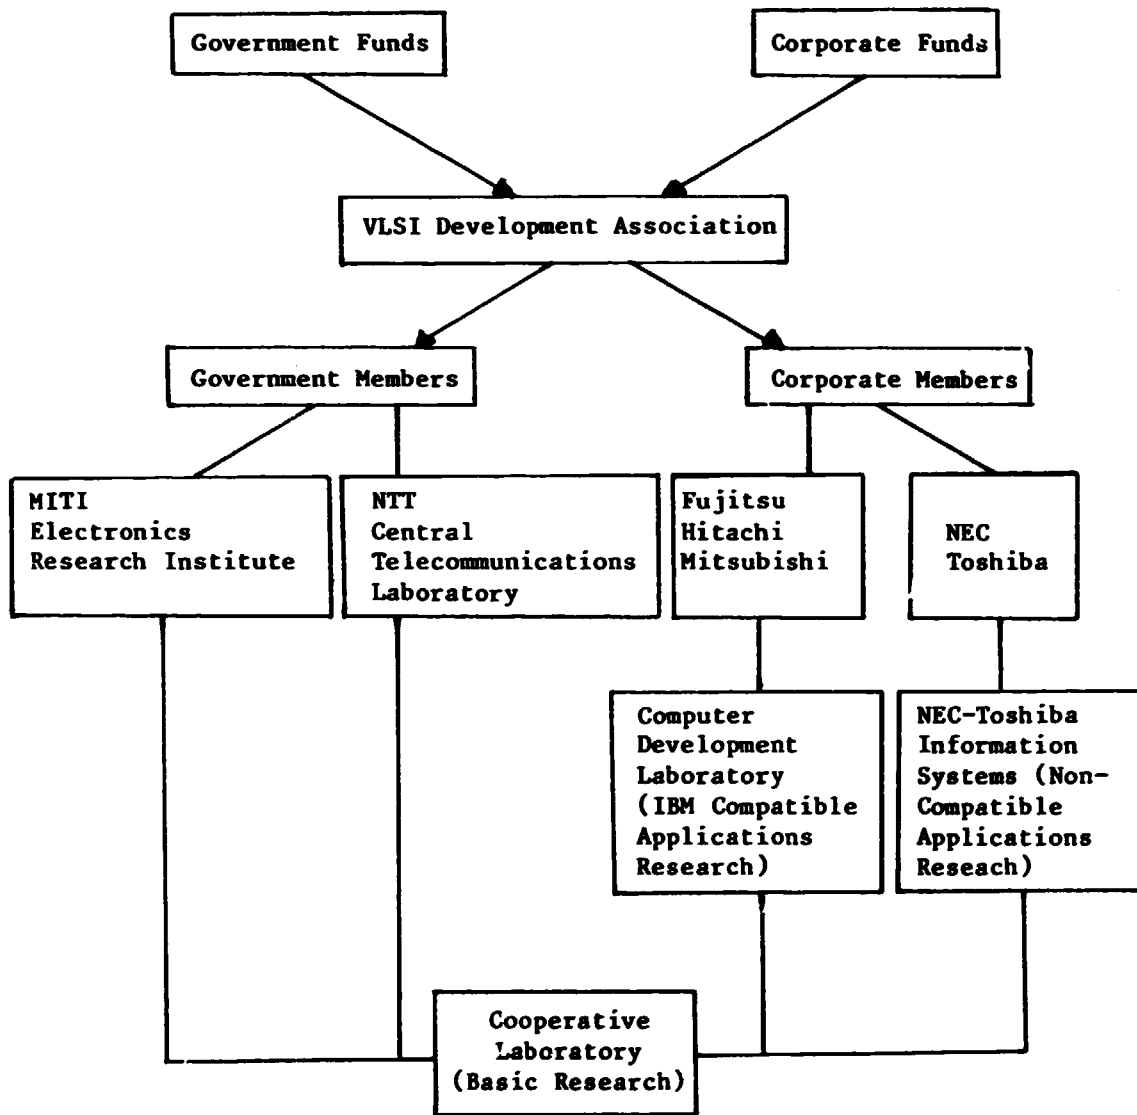 Government Funds
Corporate Funds
VLSI Development Association
Government Members
Corporate Members
MITI
Electronics
Research Institute
NTT
Central
Telecommunications
Laboratory
Fujitsu
Hitachi
Mitsubishi
NEC
Toshiba
Computer
Development
Laboratory
(IBM Compatible
Applications
Research)
NEC-Toshiba
Information
Systems (Non-
Compatible
Applications
Reseach)
Cooperative
Laboratory
(Basic Research)